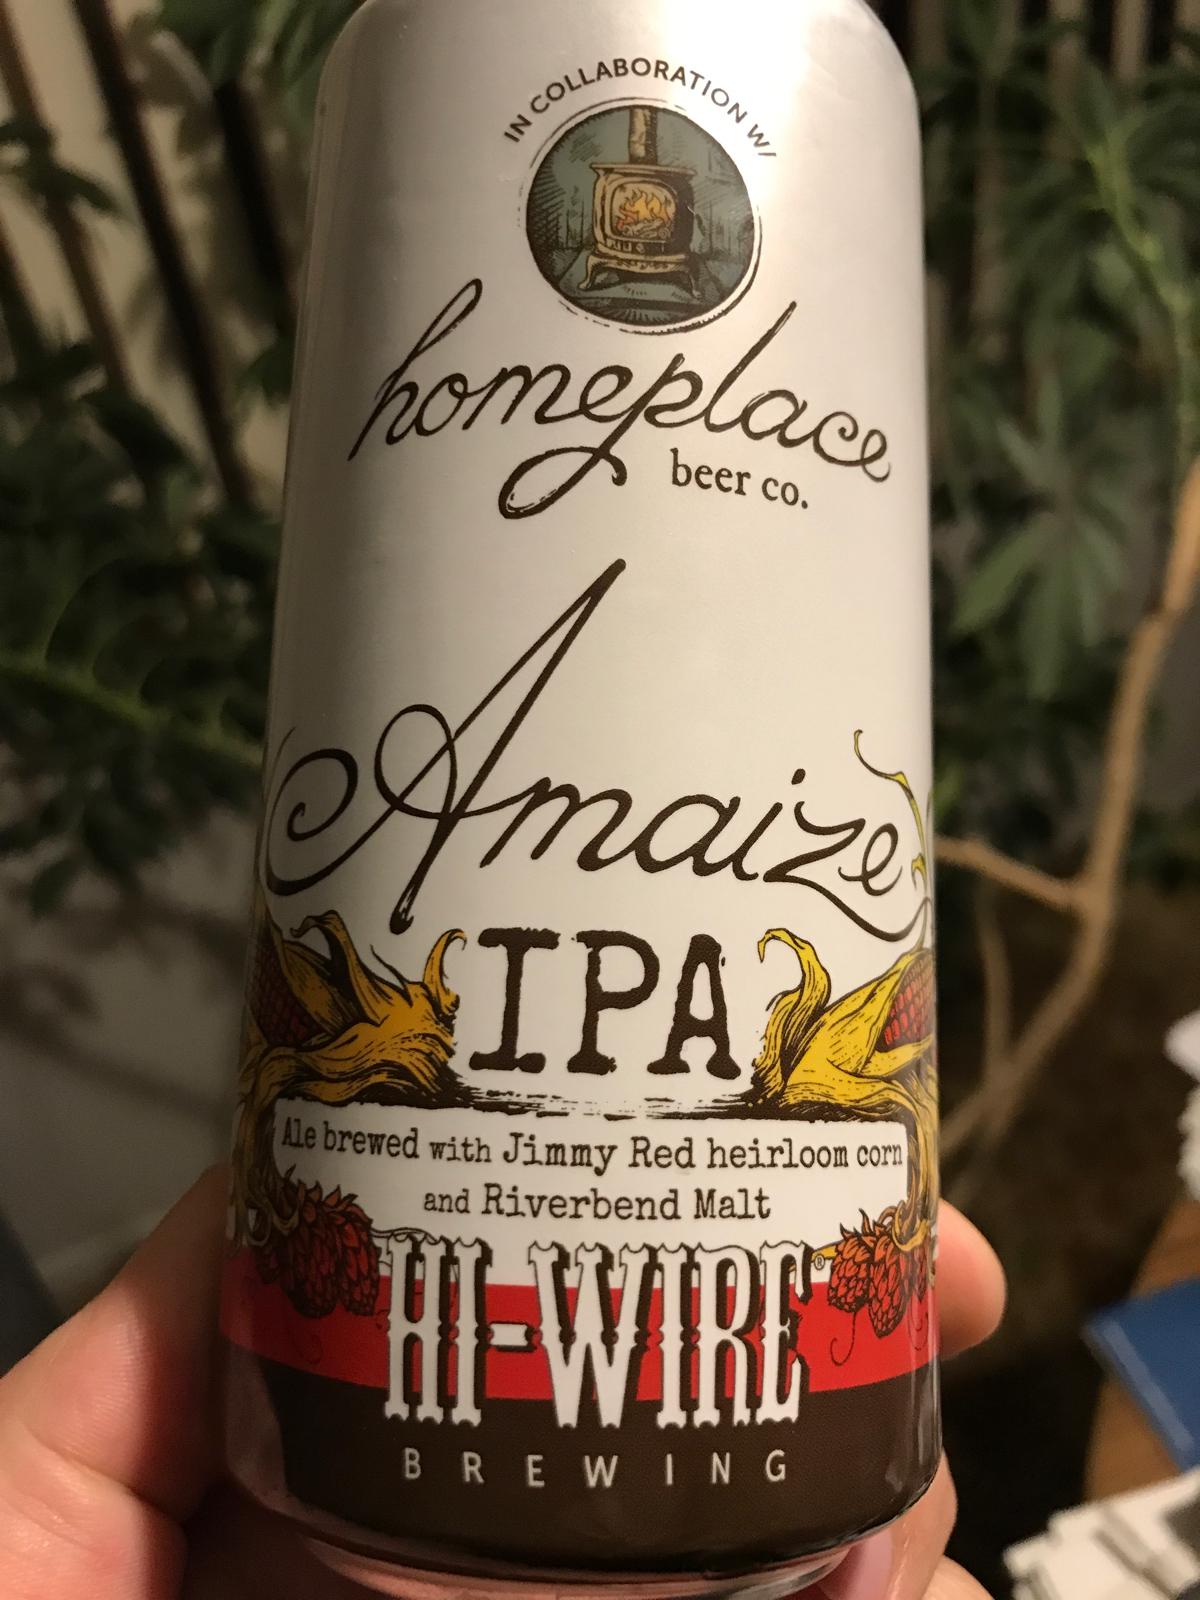 IN COLLABORATION W/
homeplace
beer co.
Amaize
IPA
Ale brewed with Jimmy Red heirloom corn
and Riverbend Malt
HI-WIRE®
BREWING